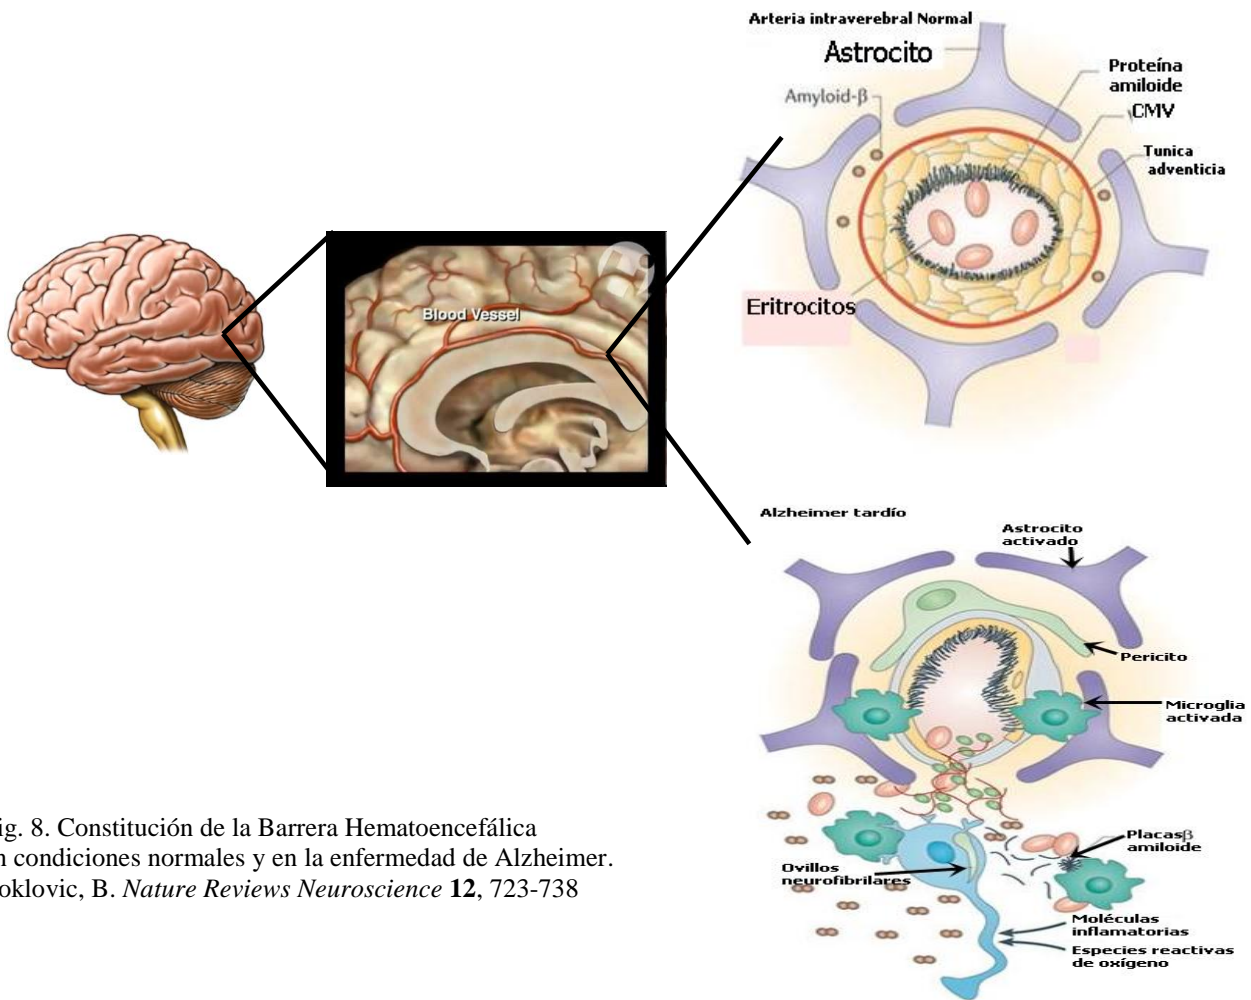 Arteria intraverebral Normal
Astrocito
Proteína
amiloide
Amyloid-β
CMV
Tunica
adventicia
Eritrocitos
Blood Vessel
Alzheimer tardío
Astrocito
activado
Pericito
Microglia
activada
Placasβ
amiloide
Ovillos
neurofibrilares
Moléculas
inflamatorias
Especies reactivas
de oxígeno
ig. 8. Constitución de la Barrera Hematoencefálica
n condiciones normales y en la enfermedad de Alzheimer.
oklovic, B. Nature Reviews Neuroscience 12, 723-738